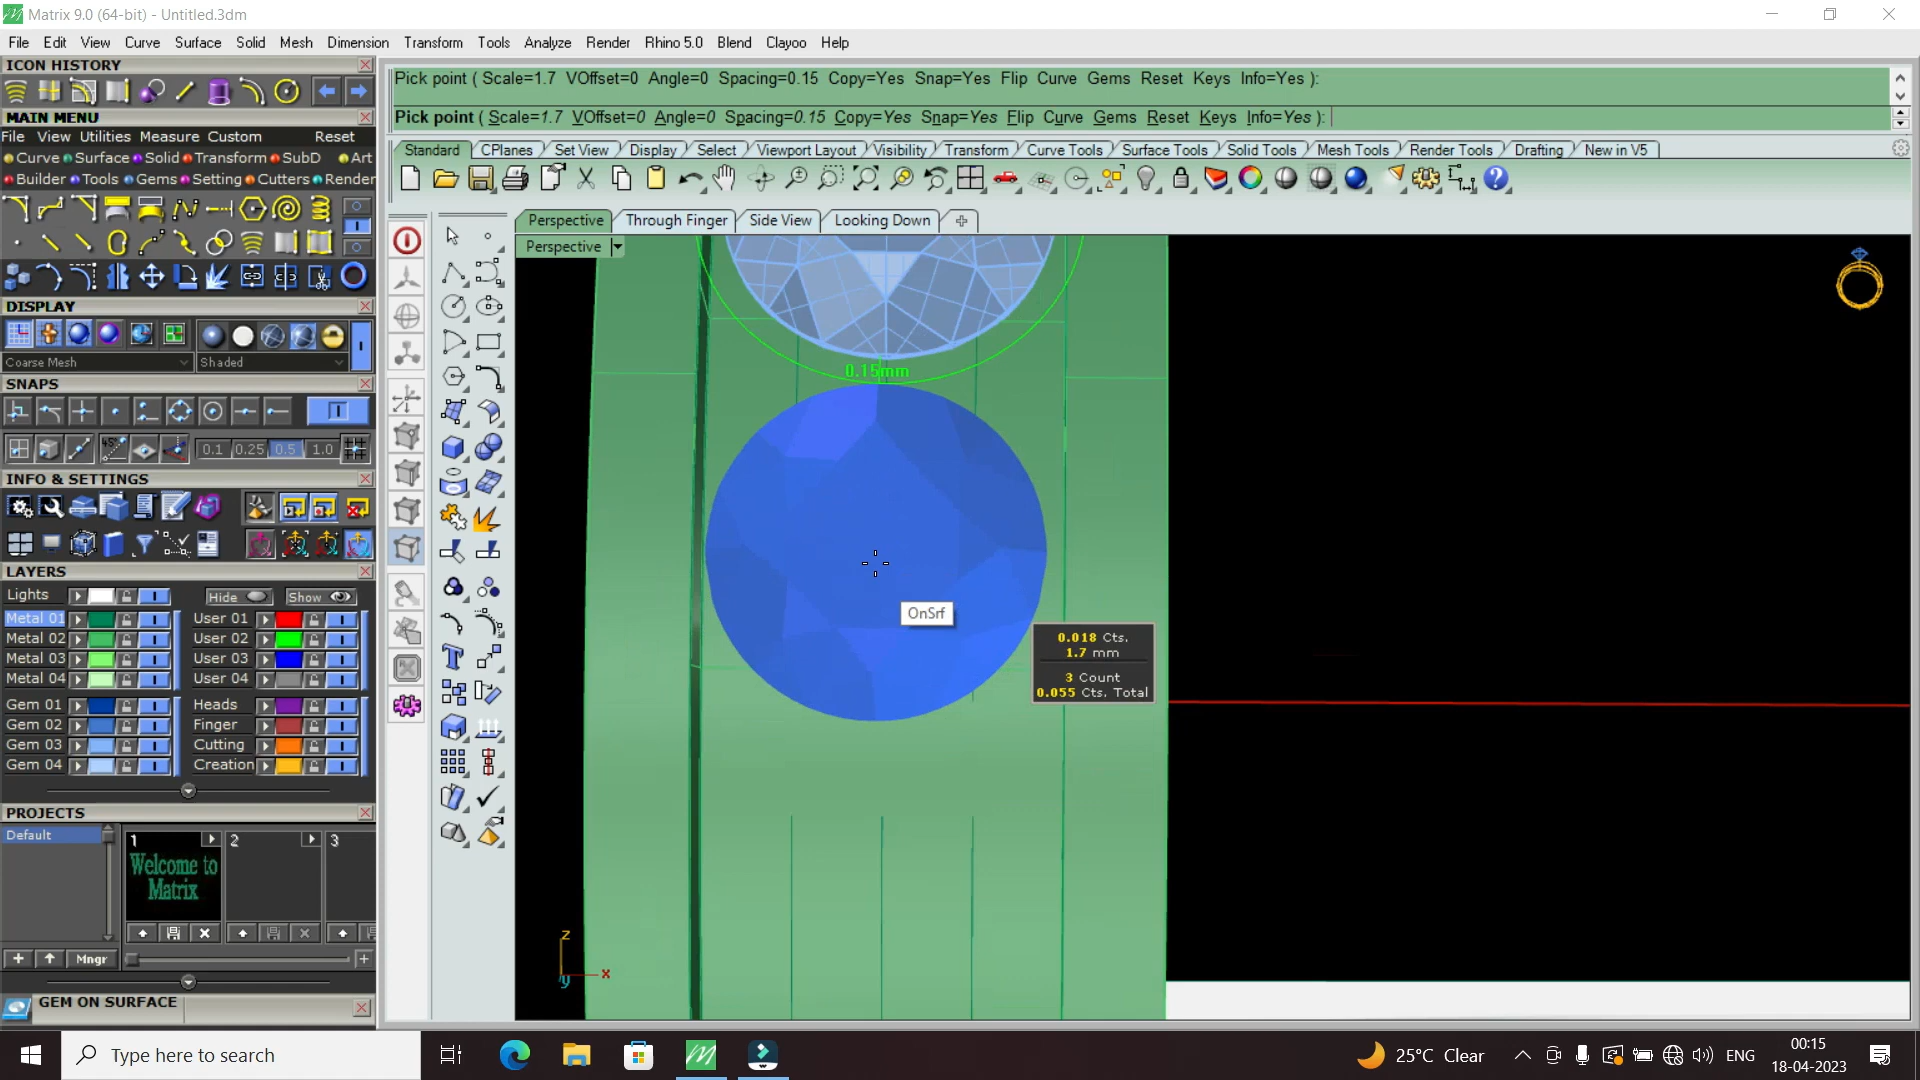 Matrix 9.0 (64-bit) - Untitled.3dm
File Edit View Curve Surface Solid Mesh Dimension Transform Tools Analyze Render Rhino 5.0 Blend Clayoo Help
ICON HISTORY
MAIN MENU
File View Utilities Measure Custom Reset
Curve Surface Solid Transform SubD Art
Builder Tools Gems Setting Cutters Render
DISPLAY
Coarse Mesh Shaded
SNAPS
0.1 0.25 0.5 1.0
INFO & SETTINGS
LAYERS
Lights Hide Show
Metal 01 User 01
Metal 02 User 02
Metal 03 User 03
Metal 04 User 04
Gem 01 Heads
Gem 02 Finger
Gem 03 Cutting
Gem 04 Creation
PROJECTS
Default 1 2 3
Welcome to
Matrix
Mngr
GEM ON SURFACE
Pick point ( Scale=1.7 VOffset=0 Angle=0 Spacing=0.15 Copy=Yes Snap=Yes Flip Curve Gems Reset Keys Info=Yes ):
Pick point ( Scale=1.7 VOffset=0 Angle=0 Spacing=0.15 Copy=Yes Snap=Yes Flip Curve Gems Reset Keys Info=Yes ):
Standard CPlanes Set View Display Select Viewport Layout Visibility Transform Curve Tools Surface Tools Solid Tools Mesh Tools Render Tools Drafting New in V5
Perspective Through Finger Side View Looking Down
Perspective
0.15mm
OnSrf
0.018 Cts.
1.7 mm
3 Count
0.055 Cts. Total
z
x
y
Type here to search
25°C Clear
ENG
00:15
18-04-2023